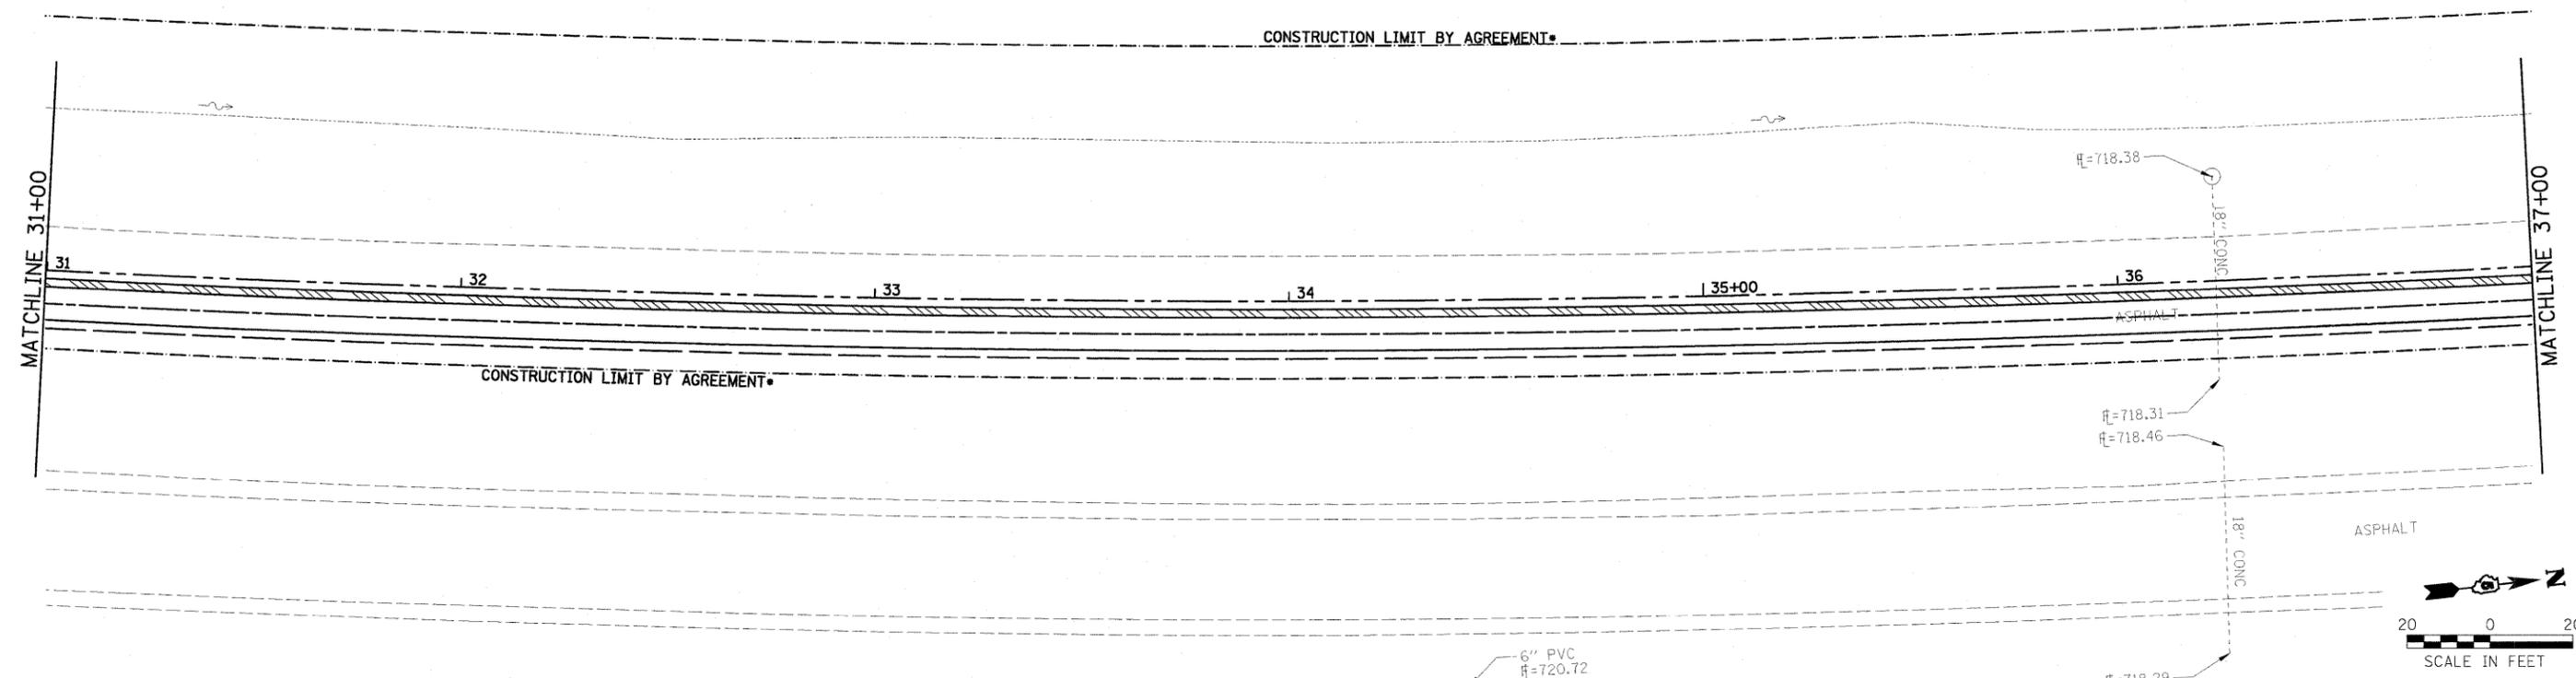 CONSTRUCTION LIMIT BY AGREEMENT*
MATCHLINE 31+00
MATCHLINE 37+00
℄=718.38
18" CONC
31
32
33
34
35+00
36
ASPHALT
CONSTRUCTION LIMIT BY AGREEMENT*
℄=718.31
℄=718.46
18" CONC
ASPHALT
N
20 0 20
SCALE IN FEET
6" PVC
℄=720.72